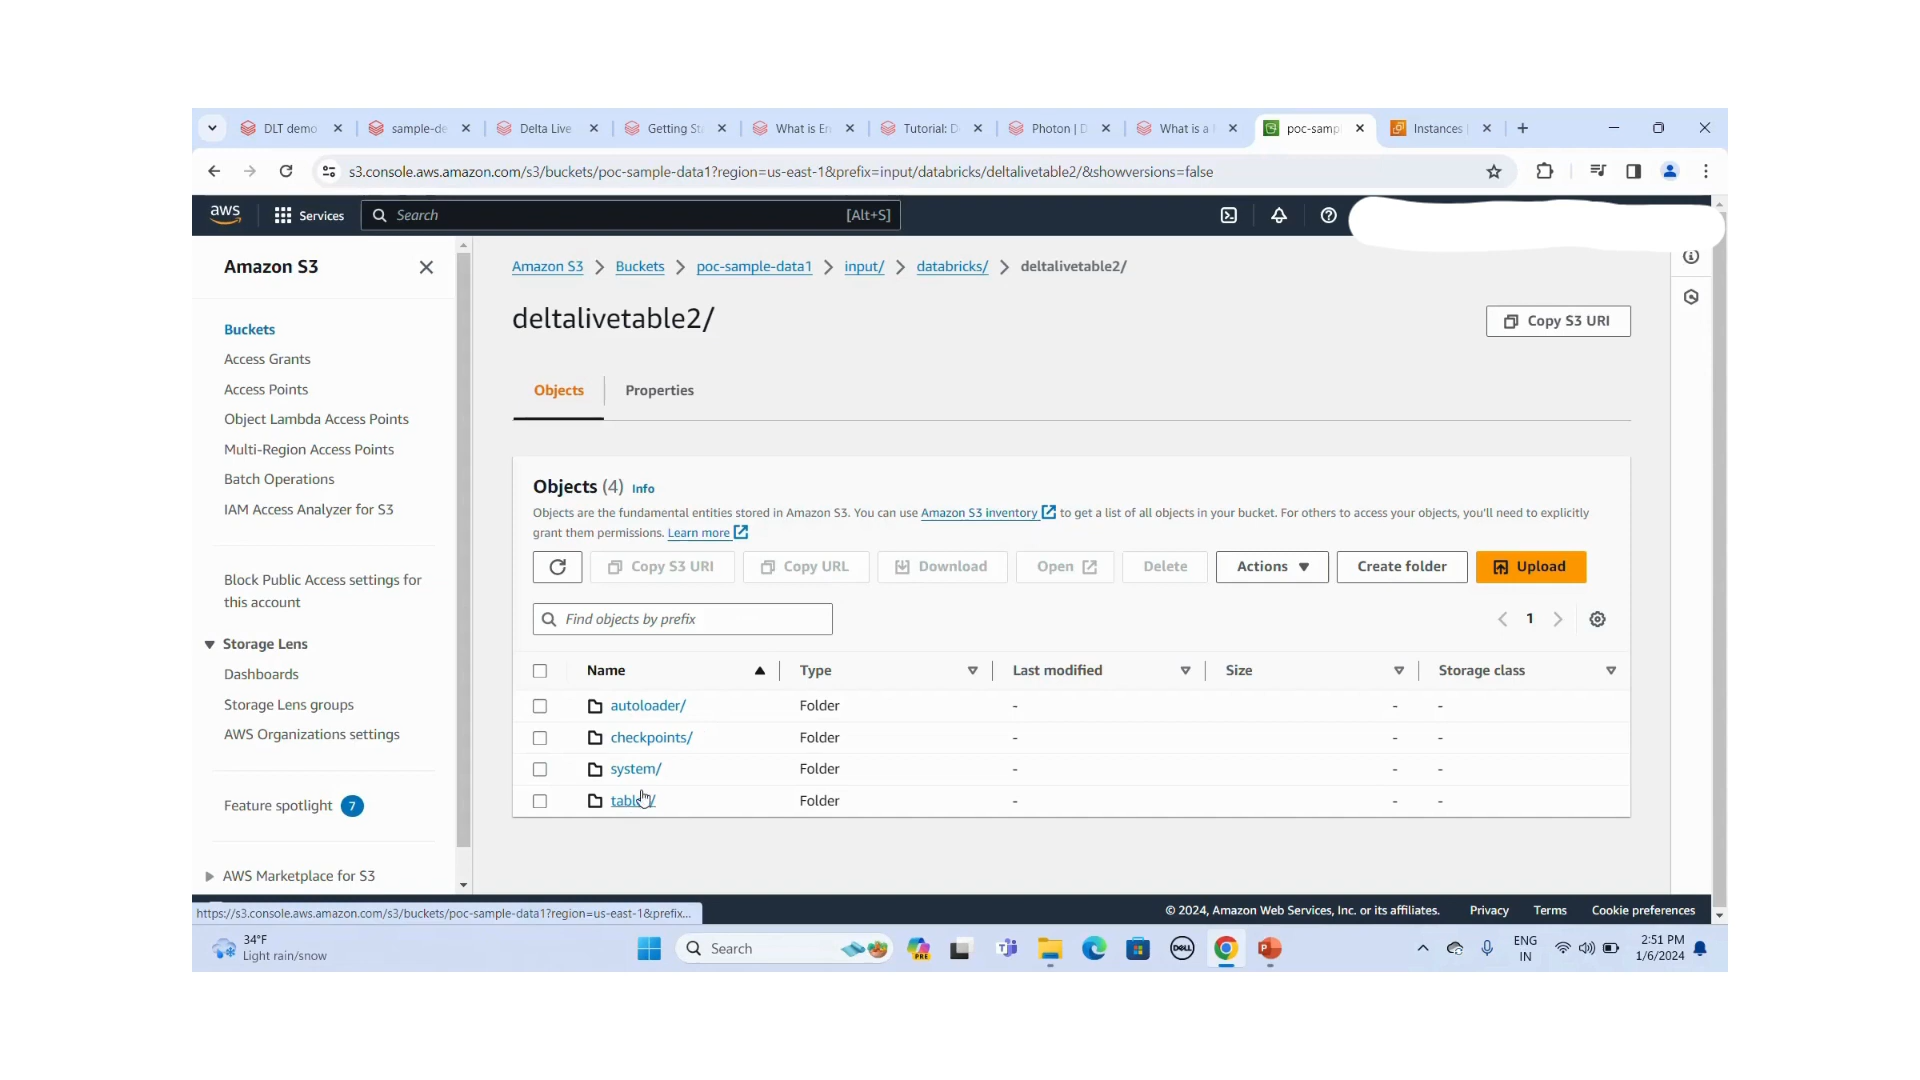 DLT demo
sample-de
Delta Live
Getting St
What is En
Tutorial: D
Photon | D
What is a
poc-samp
Instances
s3.console.aws.amazon.com/s3/buckets/poc-sample-data1?region=us-east-1&prefix=input/databricks/deltalivetable2/&showversions=false
aws
Services
Search
[Alt+S]
Amazon S3
Buckets
Access Grants
Access Points
Object Lambda Access Points
Multi-Region Access Points
Batch Operations
IAM Access Analyzer for S3
Block Public Access settings for
this account
Storage Lens
Dashboards
Storage Lens groups
AWS Organizations settings
Feature spotlight 7
AWS Marketplace for S3
Amazon S3 > Buckets > poc-sample-data1 > input/ > databricks/ > deltalivetable2/
deltalivetable2/
Copy S3 URI
Objects
Properties
Objects (4) Info
Objects are the fundamental entities stored in Amazon S3. You can use Amazon S3 inventory to get a list of all objects in your bucket. For others to access your objects, you'll need to explicitly
grant them permissions. Learn more
Copy S3 URI
Copy URL
Download
Open
Delete
Actions
Create folder
Upload
Find objects by prefix
1
Name Type Last modified Size Storage class
autoloader/ Folder - - -
checkpoints/ Folder - - -
system/ Folder - - -
Folder - - -
https://s3.console.aws.amazon.com/s3/buckets/poc-sample-data1?region=us-east-1&prefix...
© 2024, Amazon Web Services, Inc. or its affiliates.
Privacy
Terms
Cookie preferences
34°F
Light rain/snow
Search
PRE
DELL
ENG
IN
2:51 PM
1/6/2024